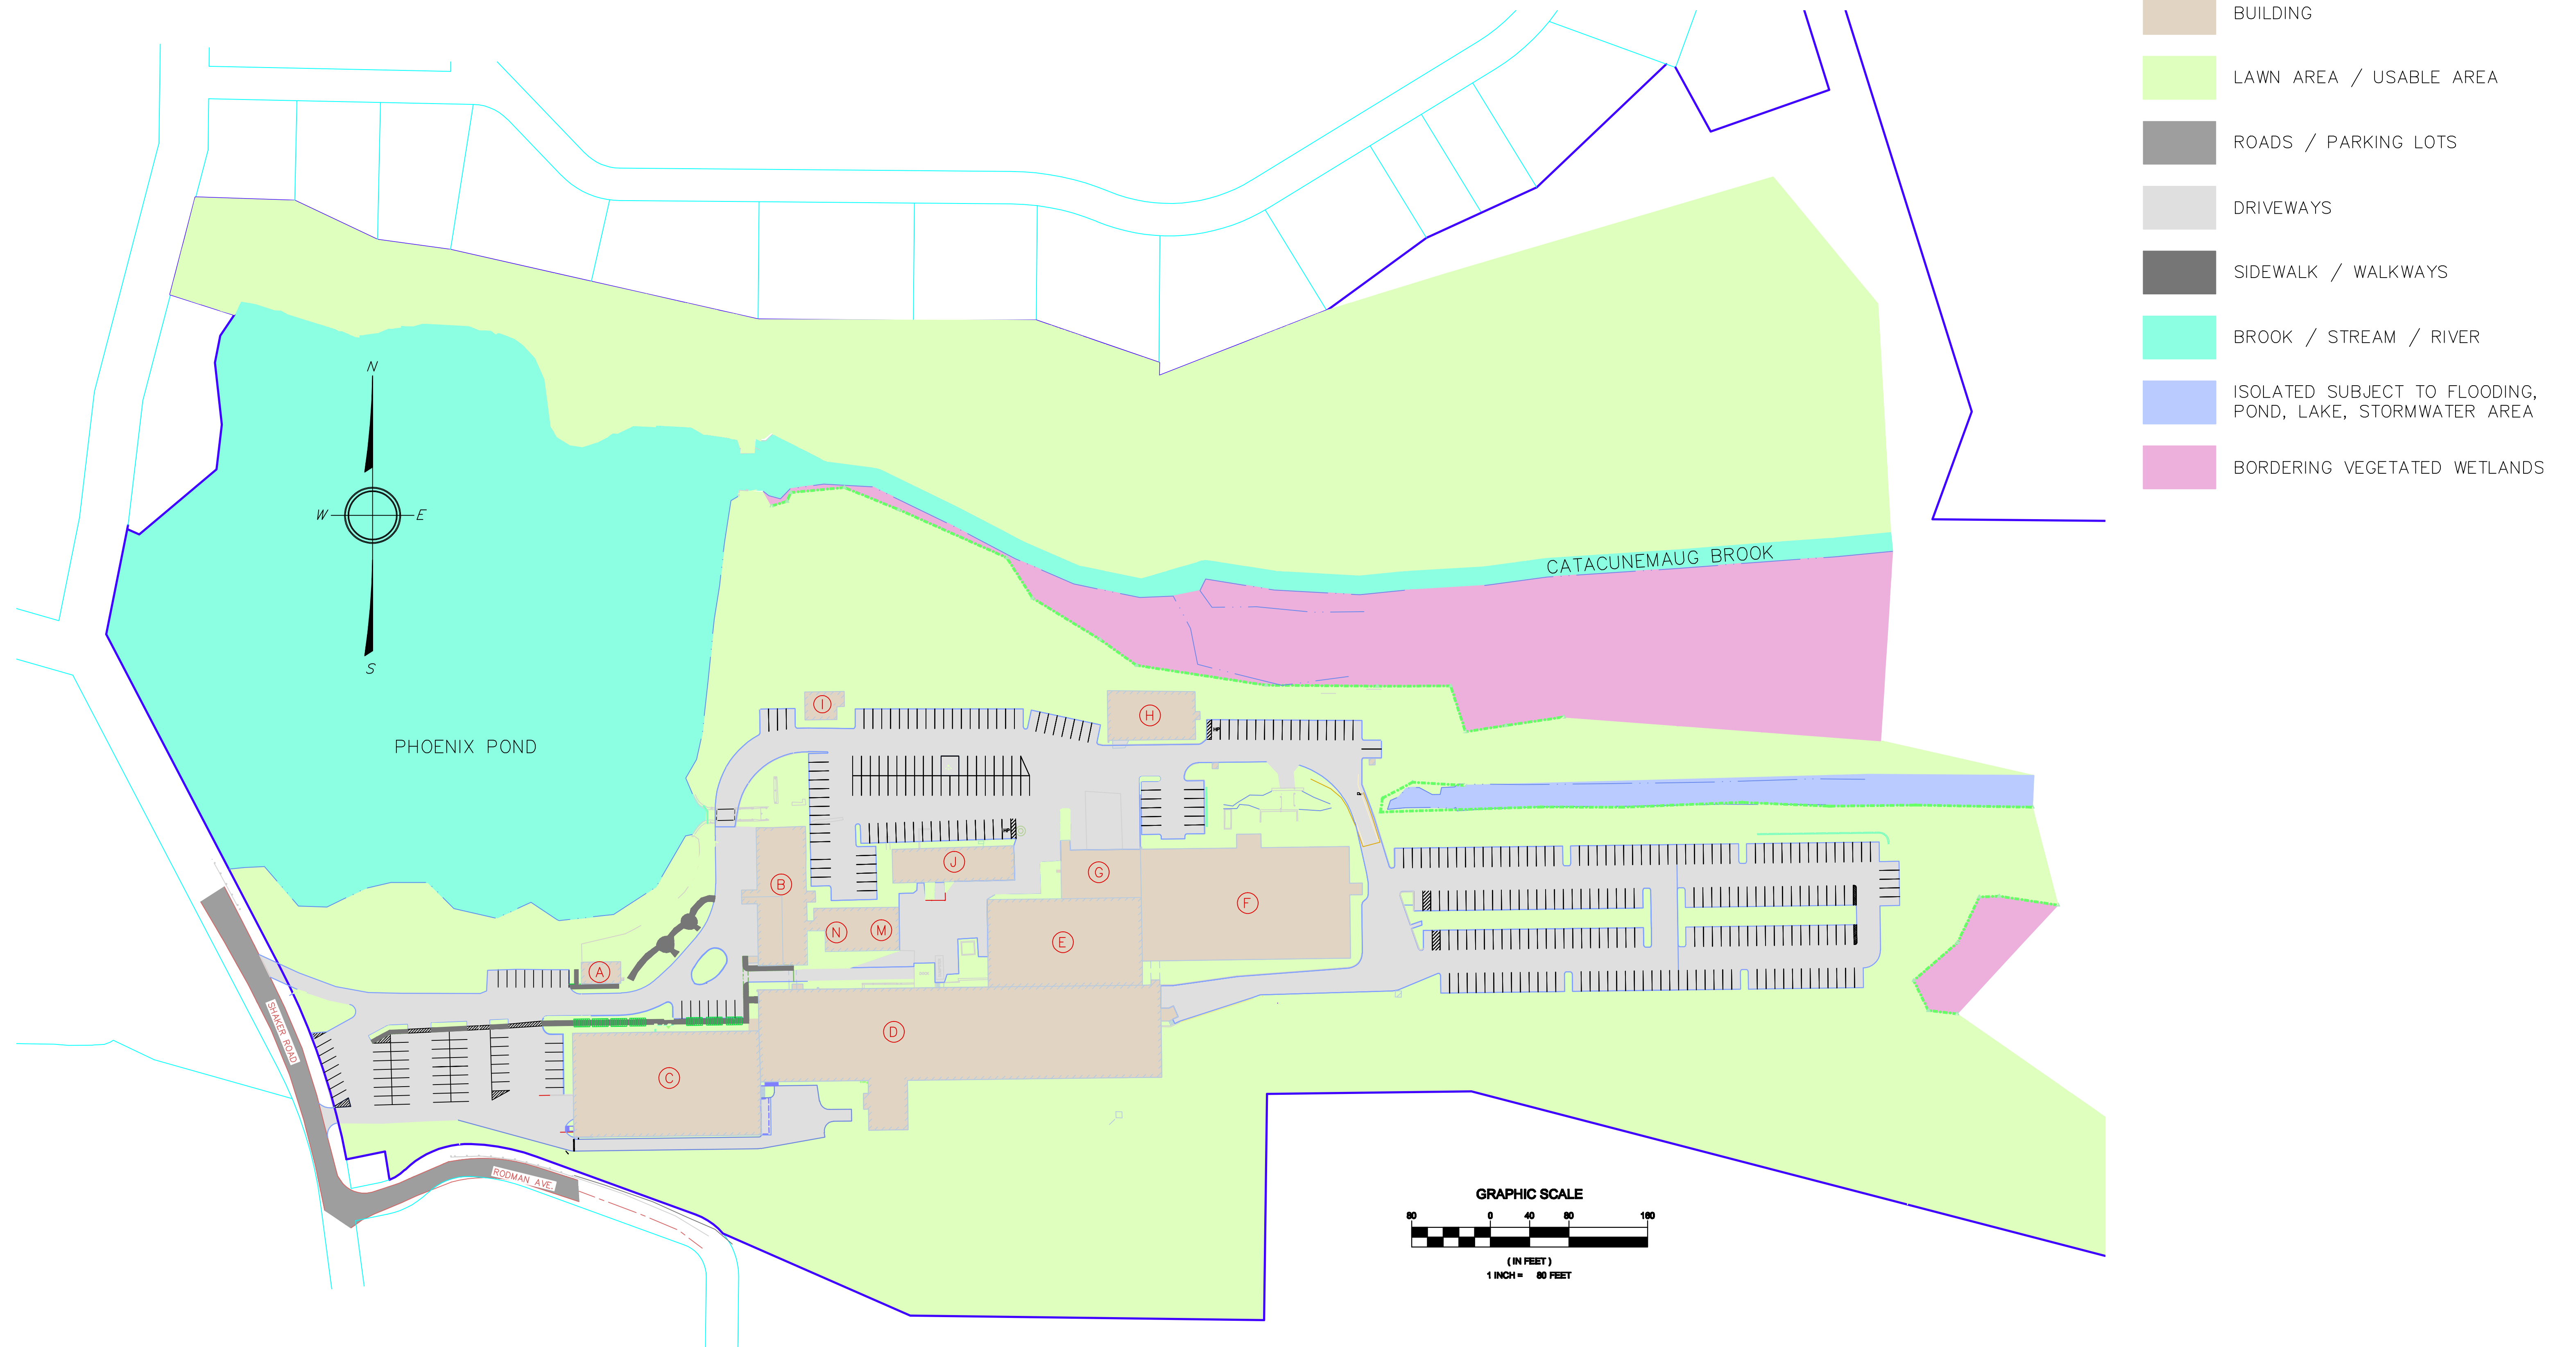 BUILDING
LAWN AREA / USABLE AREA
ROADS / PARKING LOTS
DRIVEWAYS
SIDEWALK / WALKWAYS
BROOK / STREAM / RIVER
ISOLATED SUBJECT TO FLOODING,
POND, LAKE, STORMWATER AREA
BORDERING VEGETATED WETLANDS
N
W E
S
CATACUNEMAUG BROOK
PHOENIX POND
I
H
J
G
B
F
N
M
E
A
D
C
SHAKER ROAD
RODMAN AVE.
GRAPHIC SCALE
80 0 40 80 160
( IN FEET )
1 INCH = 80 FEET